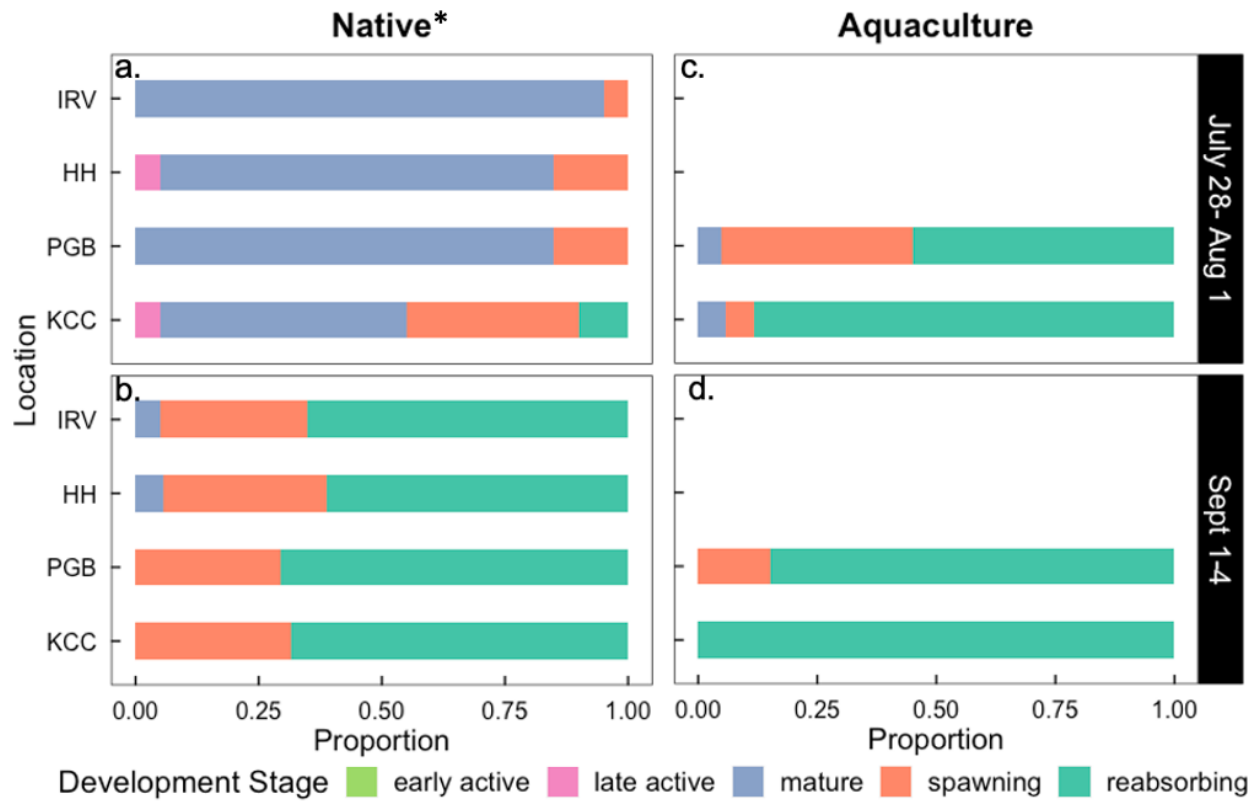 Native* Aquaculture
a. c.
IRV
HH
PGB
KCC
July 28- Aug 1
Location
b. d.
IRV
HH
PGB
KCC
Sept 1-4
0.00 0.25 0.50 0.75 1.00 0.00 0.25 0.50 0.75 1.00
Proportion Proportion
Development Stage early active late active mature spawning reabsorbing